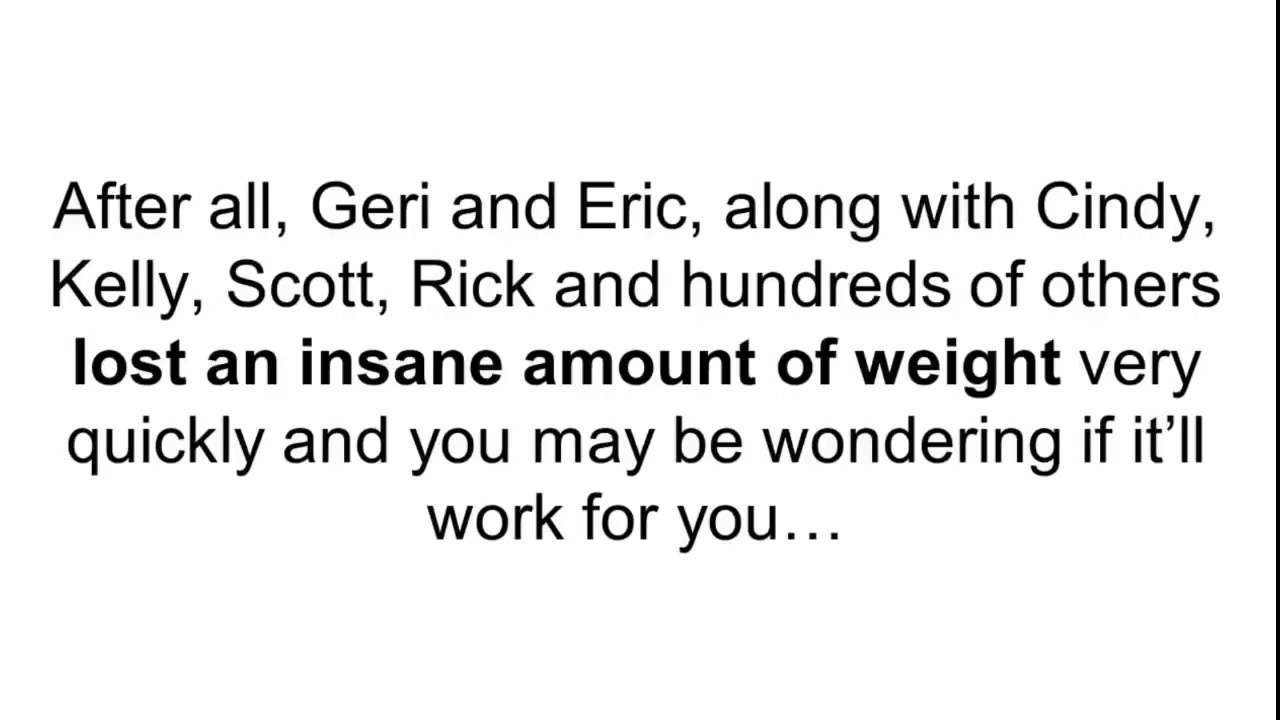 After all, Geri and Eric, along with Cindy,
Kelly, Scott, Rick and hundreds of others
lost an insane amount of weight very
quickly and you may be wondering if it’ll
work for you…